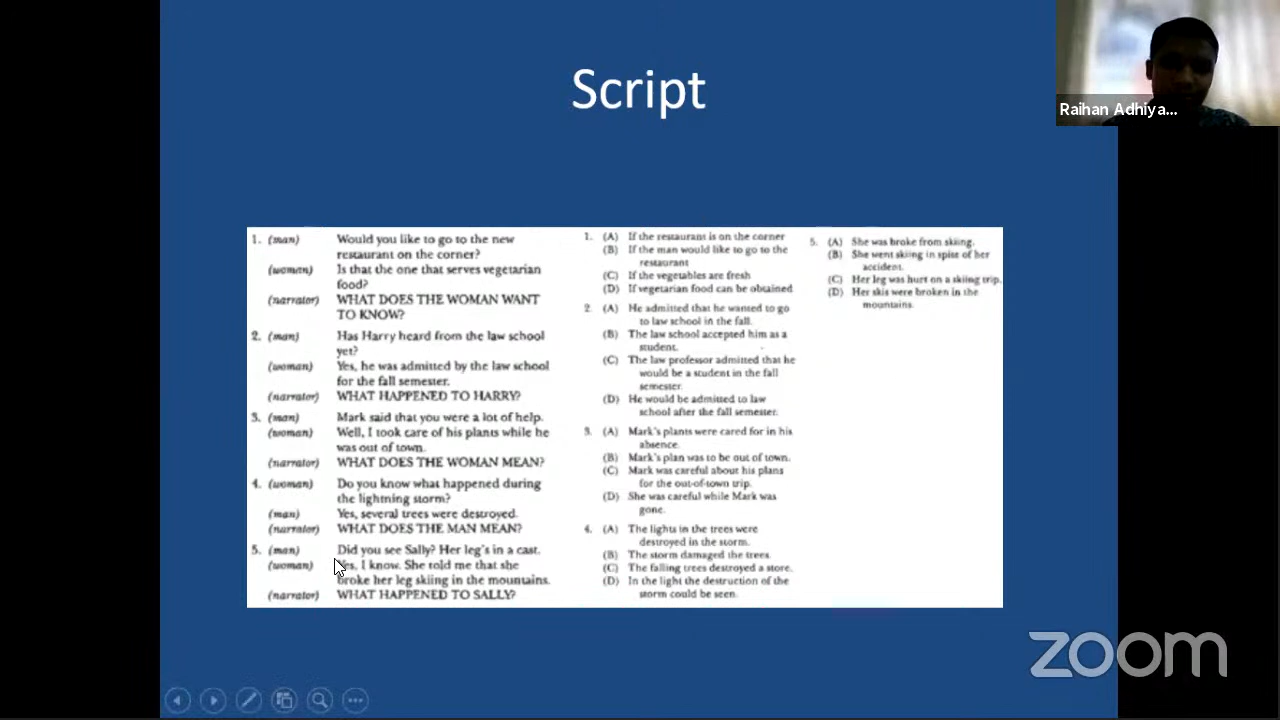 Script
Raihan Adhiya...
1. (man) Would you like to go to the new
restaurant on the corner?
(woman) Is that the one that serves vegetarian
food?
(narrator) WHAT DOES THE WOMAN WANT
TO KNOW?
2. (man) Has Harry heard from the law school
yet?
(woman) Yes, he was admitted by the law school
for the fall semester.
(narrator) WHAT HAPPENED TO HARRY?
3. (man) Mark said that you were a lot of help.
(woman) Well, I took care of his plants while he
was out of town.
(narrator) WHAT DOES THE WOMAN MEAN?
4. (woman) Do you know what happened during
the lightning storm?
(man) Yes, several trees were destroyed.
(narrator) WHAT DOES THE MAN MEAN?
5. (man) Did you see Sally? Her leg's in a cast.
(woman) Yes, I know. She told me that she
broke her leg skiing in the mountains.
(narrator) WHAT HAPPENED TO SALLY?
1. (A) If the restaurant is on the corner
(B) If the man would like to go to the
restaurant
(C) If the vegetables are fresh
(D) If vegetarian food can be obtained
2. (A) He admitted that he wanted to go
to law school in the fall.
(B) The law school accepted him as a
student.
(C) The law professor admitted that he
would be a student in the fall
semester.
(D) He would be admitted to law
school after the fall semester.
3. (A) Mark's plants were cared for in his
absence.
(B) Mark's plan was to be out of town.
(C) Mark was careful about his plans
for the out-of-town trip.
(D) She was careful while Mark was
gone.
4. (A) The lights in the trees were
destroyed in the storm.
(B) The storm damaged the trees.
(C) The falling trees destroyed a store.
(D) In the light the destruction of the
storm could be seen.
5. (A) She was broke from skiing.
(B) She went skiing in spite of her
accident.
(C) Her leg was hurt on a skiing trip.
(D) Her skis were broken in the
mountains.
zoom